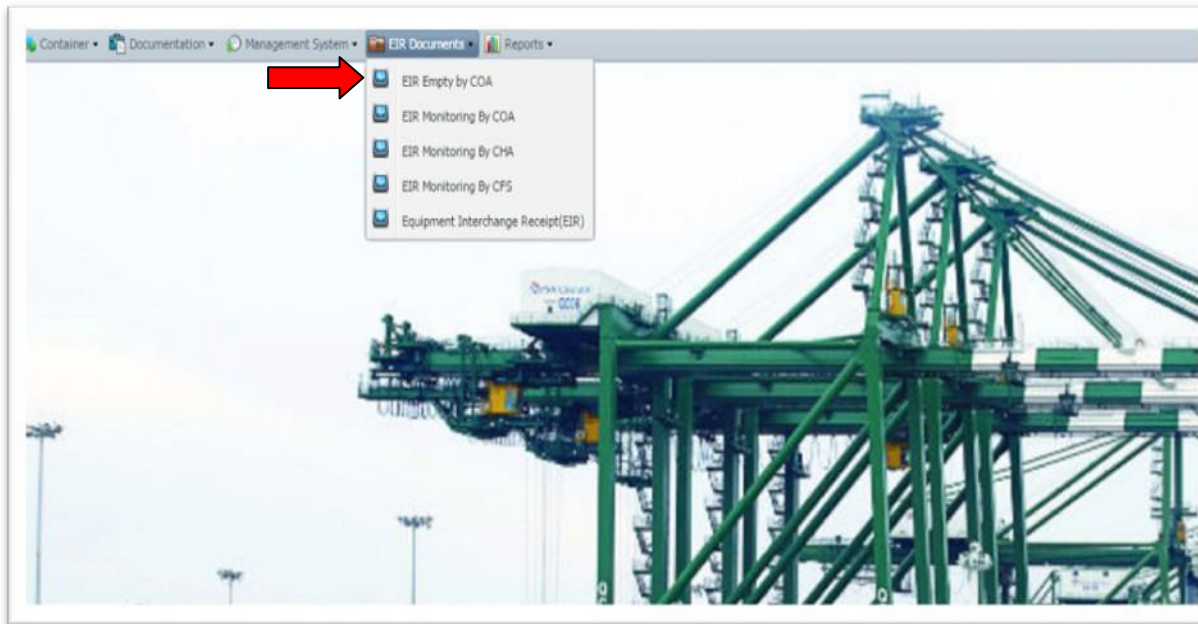 Container
Documentation
Management System
EIR Documents
Reports
EIR Empty by COA
EIR Monitoring By COA
EIR Monitoring By CHA
EIR Monitoring By CFS
Equipment Interchange Receipt(EIR)